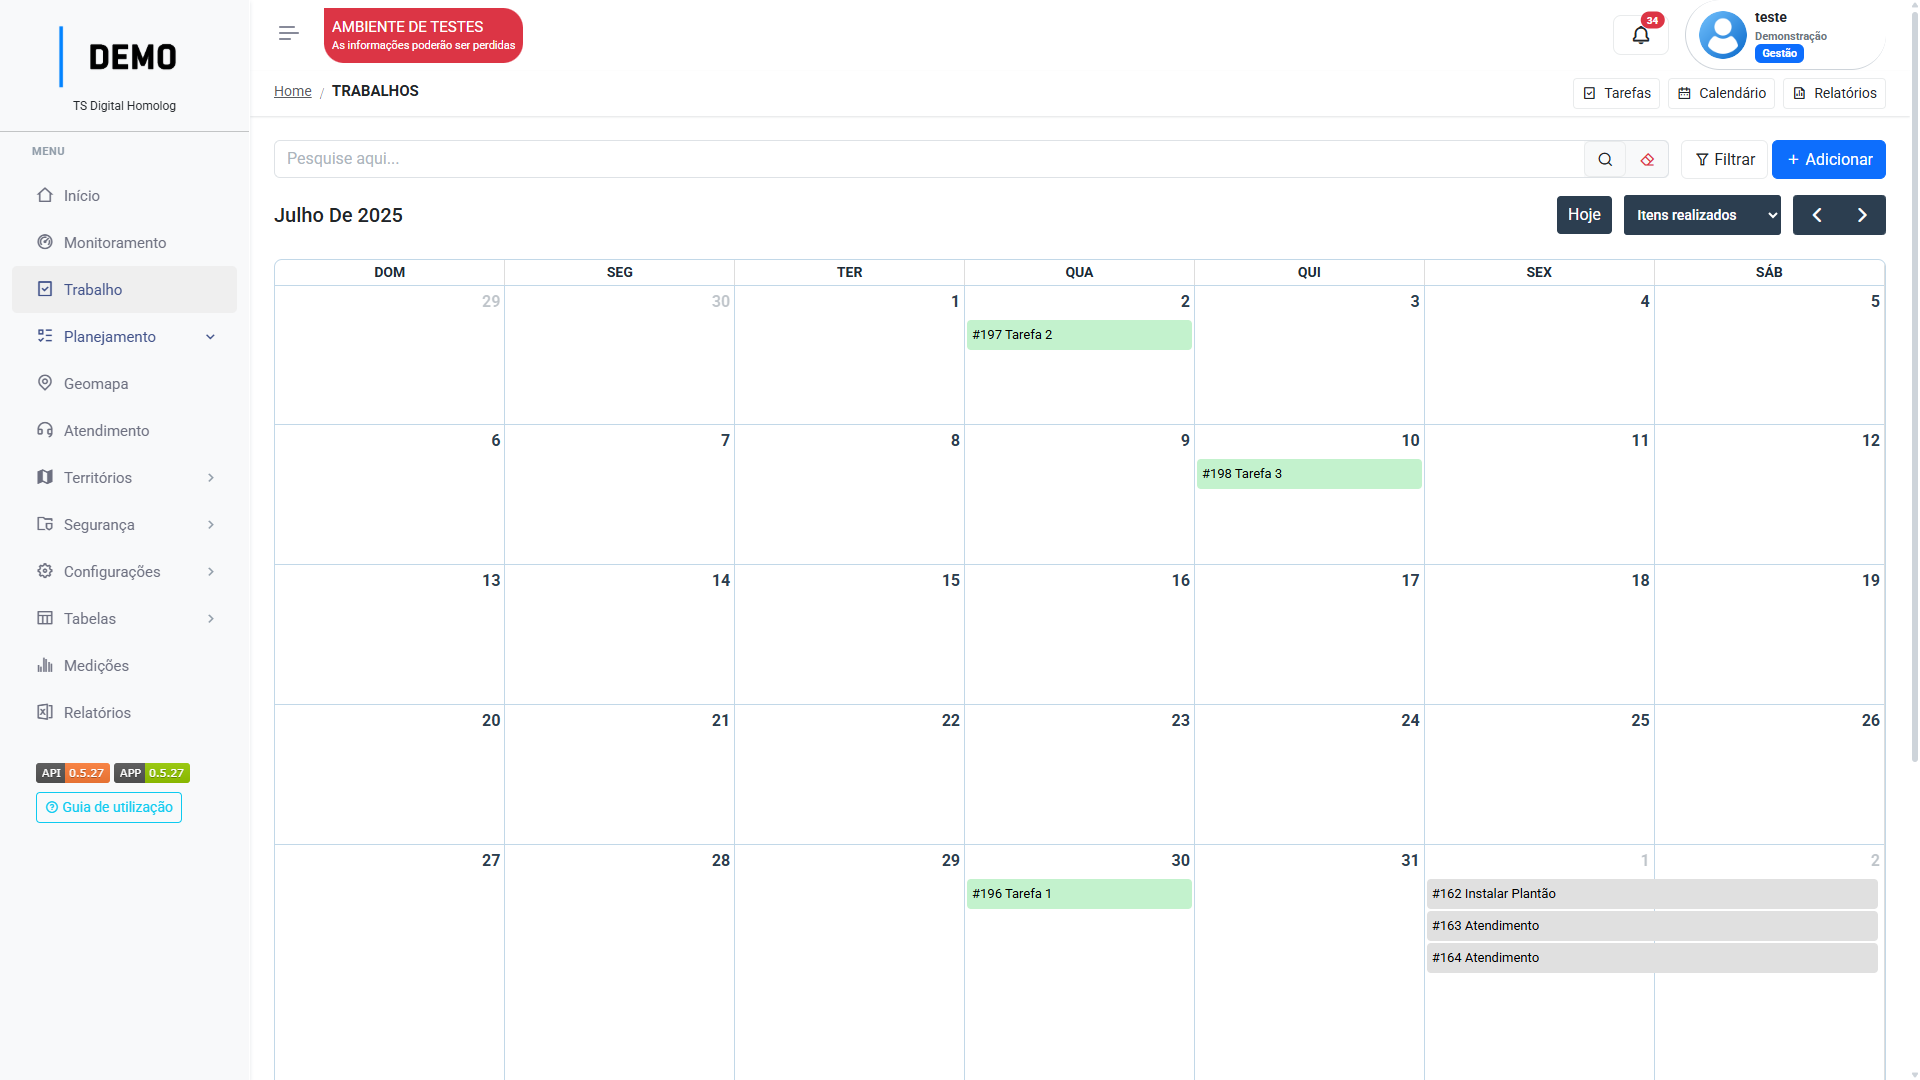 DEMO
TS Digital Homolog
MENU
Início
Monitoramento
Trabalho
Planejamento
Geomapa
Atendimento
Territórios
Segurança
Configurações
Tabelas
Medições
Relatórios
API 0.5.27 APP 0.5.27
Guia de utilização
AMBIENTE DE TESTES
As informações poderão ser perdidas
34
teste
Demonstração
Gestão
Home / TRABALHOS
Tarefas Calendário Relatórios
Pesquise aqui...
Filtrar + Adicionar
Julho De 2025
Hoje Itens realizados
DOM SEG TER QUA QUI SEX SÁB
29 30 1 2 3 4 5
#197 Tarefa 2
6 7 8 9 10 11 12
#198 Tarefa 3
13 14 15 16 17 18 19
20 21 22 23 24 25 26
27 28 29 30 31 1 2
#196 Tarefa 1 #162 Instalar Plantão
#163 Atendimento
#164 Atendimento